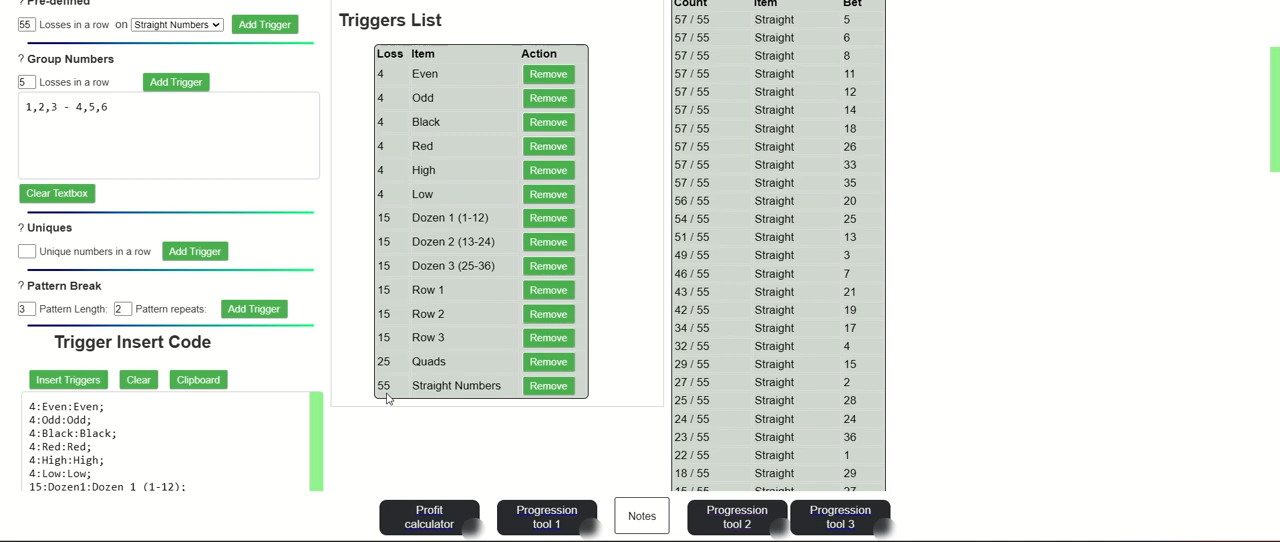 ? Pre-defined
55 Losses in a row on Straight Numbers Add Trigger
? Group Numbers
5 Losses in a row Add Trigger
1,2,3 - 4,5,6
Clear Textbox
? Uniques
Unique numbers in a row Add Trigger
? Pattern Break
3 Pattern Length: 2 Pattern repeats: Add Trigger
Trigger Insert Code
Insert Triggers Clear Clipboard
4:Even:Even;
4:Odd:Odd;
4:Black:Black;
4:Red:Red;
4:High:High;
4:Low:Low;
15:Dozen1:Dozen 1 (1-12);
Triggers List
Loss Item Action
4 Even Remove
4 Odd Remove
4 Black Remove
4 Red Remove
4 High Remove
4 Low Remove
15 Dozen 1 (1-12) Remove
15 Dozen 2 (13-24) Remove
15 Dozen 3 (25-36) Remove
15 Row 1 Remove
15 Row 2 Remove
15 Row 3 Remove
25 Quads Remove
55 Straight Numbers Remove
Count Item Bet
57 / 55 Straight 5
57 / 55 Straight 6
57 / 55 Straight 8
57 / 55 Straight 11
57 / 55 Straight 12
57 / 55 Straight 14
57 / 55 Straight 18
57 / 55 Straight 26
57 / 55 Straight 33
57 / 55 Straight 35
56 / 55 Straight 20
54 / 55 Straight 25
51 / 55 Straight 13
49 / 55 Straight 3
46 / 55 Straight 7
43 / 55 Straight 21
42 / 55 Straight 19
34 / 55 Straight 17
32 / 55 Straight 4
29 / 55 Straight 15
27 / 55 Straight 2
25 / 55 Straight 28
24 / 55 Straight 24
23 / 55 Straight 36
22 / 55 Straight 1
18 / 55 Straight 29
15 / 55 Straight 27
Profit
calculator
Progression
tool 1
Notes
Progression
tool 2
Progression
tool 3